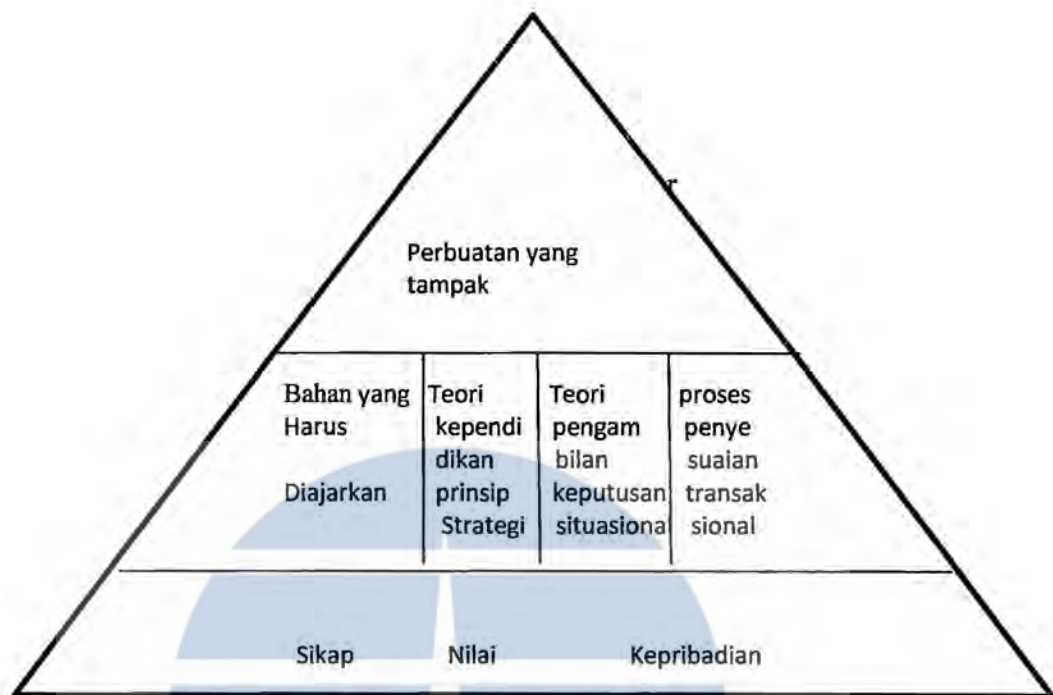 r
Perbuatan yang
tampak
Bahan yang
Harus
Diajarkan
Teori
kependi
dikan
prinsip
Strategi
Teori
pengam
bilan
keputusan
situasional
proses
penye
suaian
transak
sional
Sikap Nilai Kepribadian